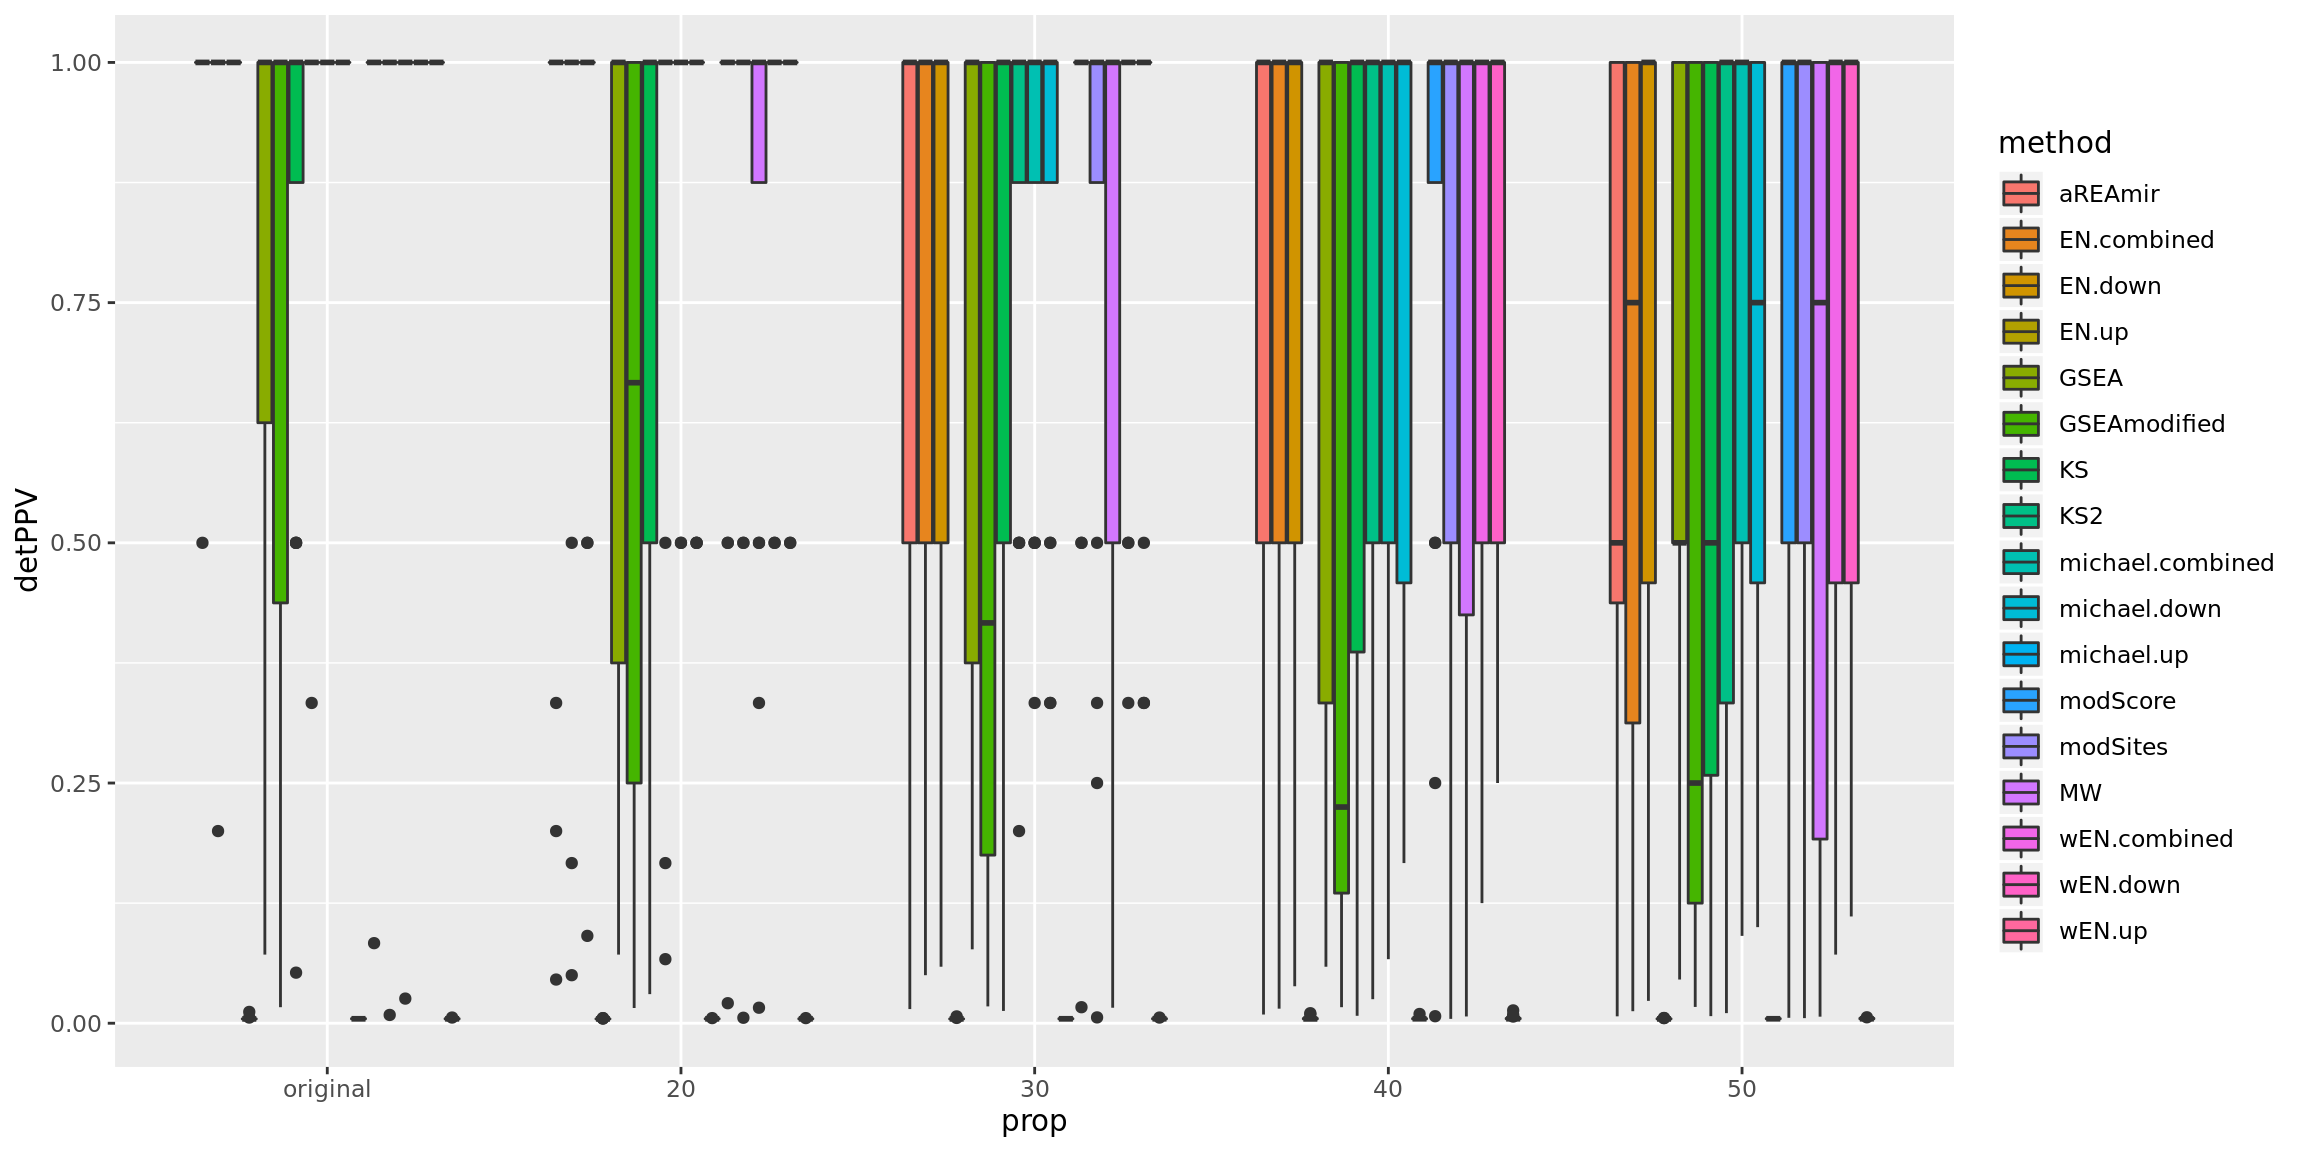 1.00
0.75
0.50
0.25
0.00
detPPV
original 20 30 40 50
prop
method
aREAmir
EN.combined
EN.down
EN.up
GSEA
GSEAmodified
KS
KS2
michael.combined
michael.down
michael.up
modScore
modSites
MW
wEN.combined
wEN.down
wEN.up